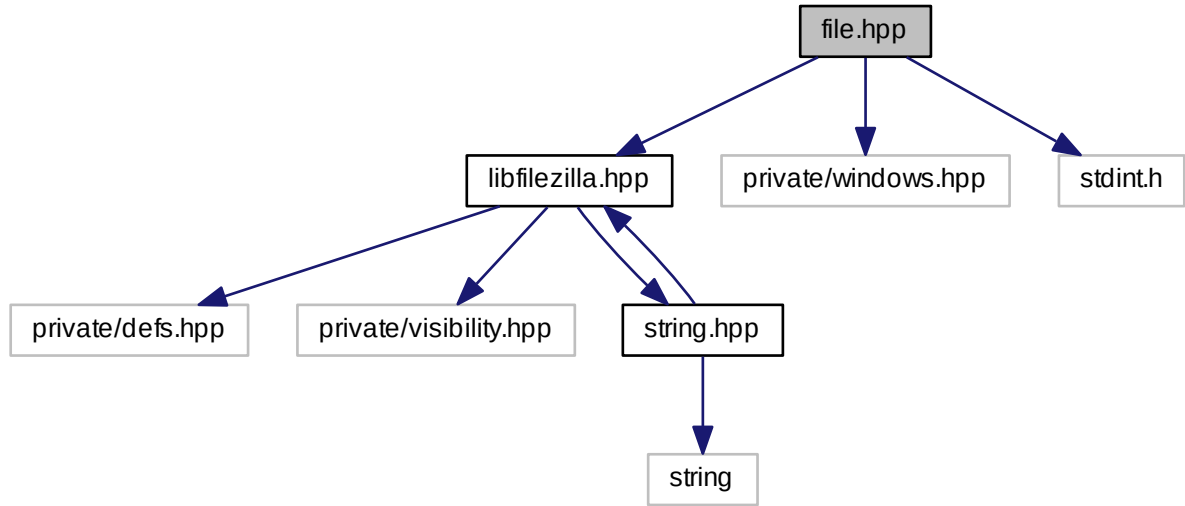 file.hpp
libfilezilla.hpp
private/windows.hpp
stdint.h
private/defs.hpp
private/visibility.hpp
string.hpp
string